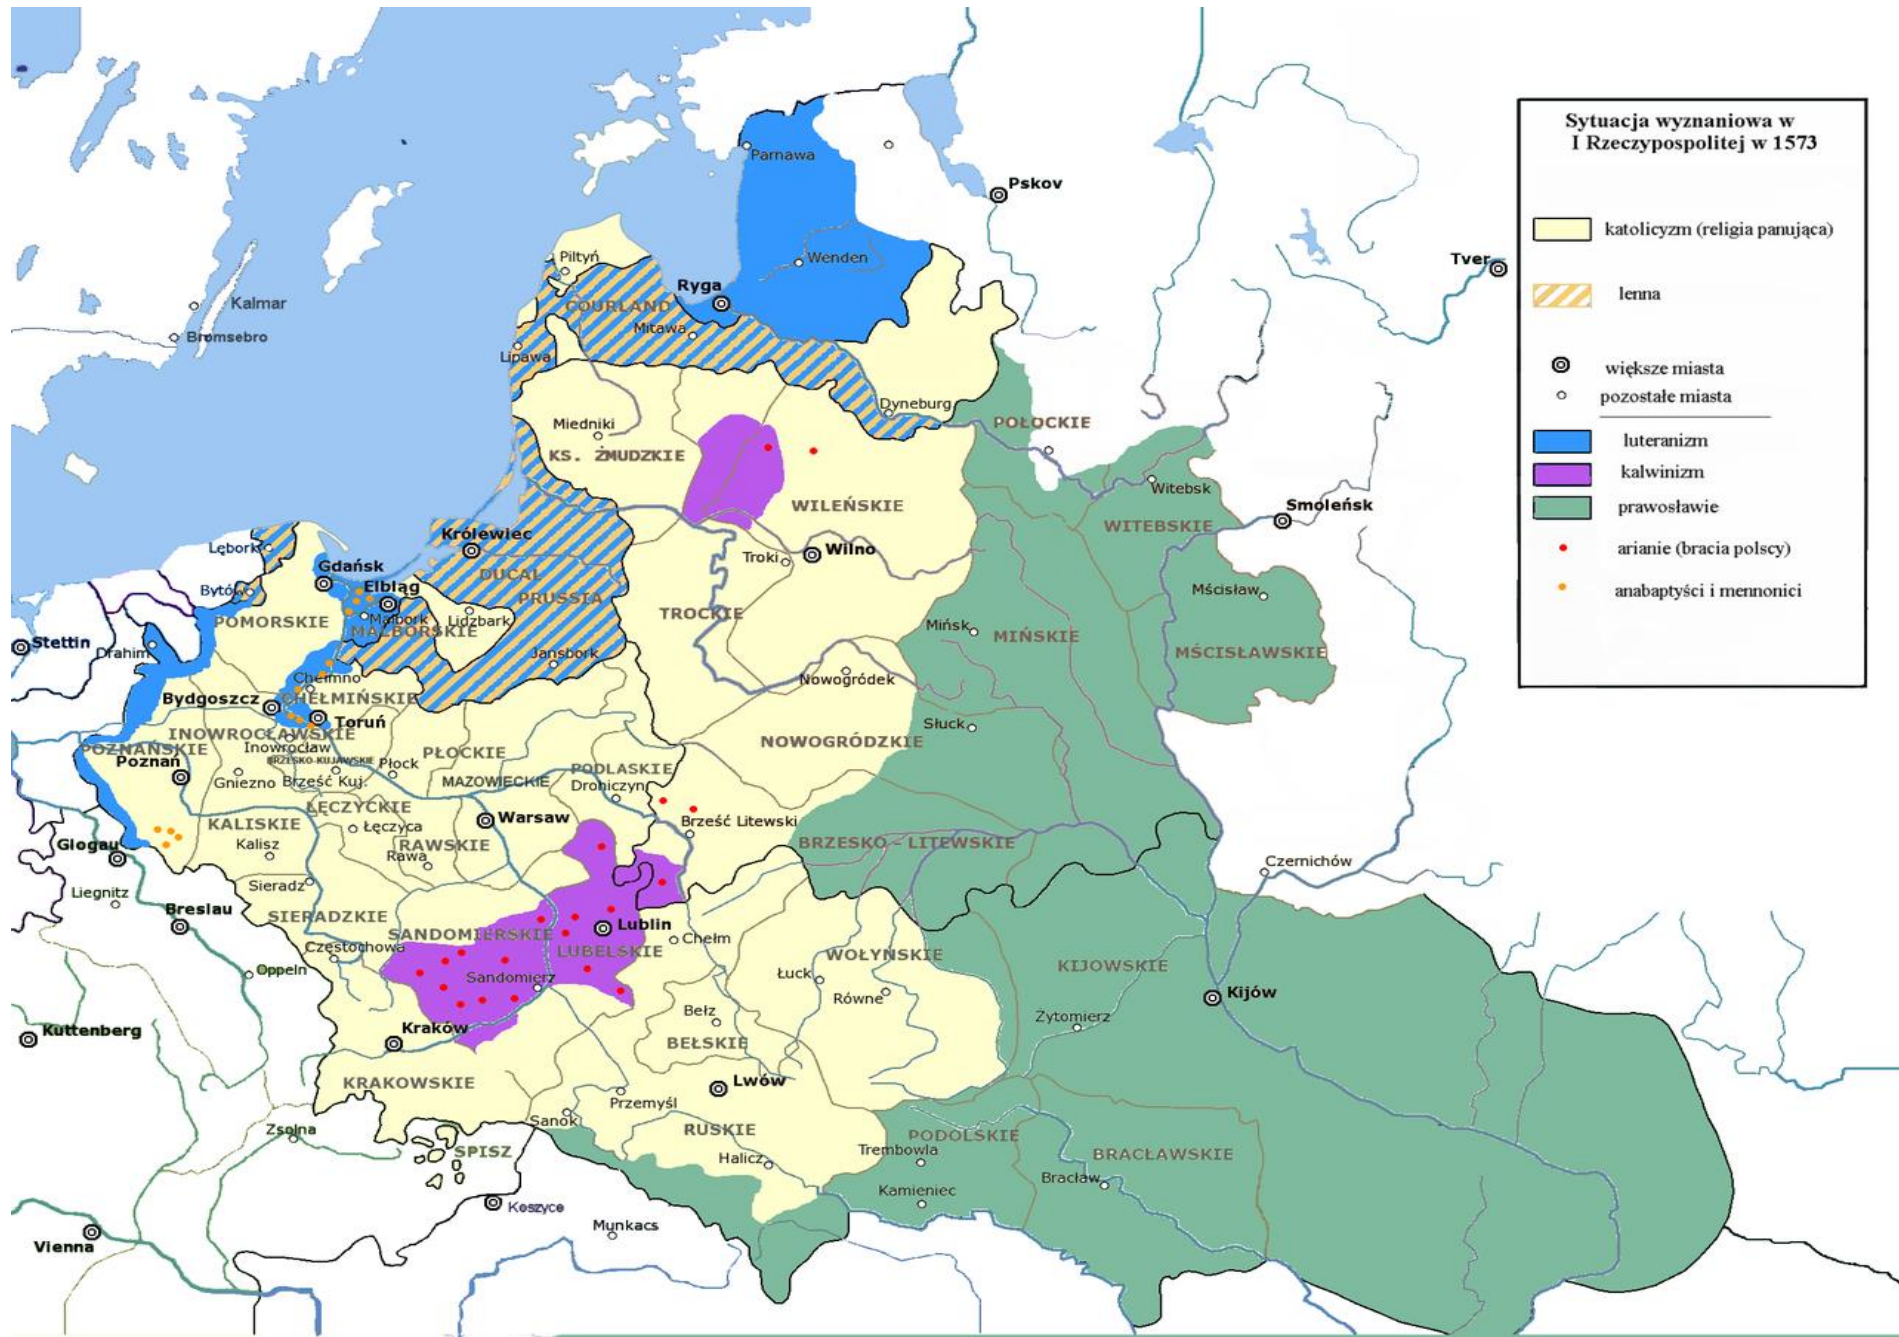 Sytuacja wyznaniowa w
I Rzeczypospolitej w 1573
katolicyzm (religia panująca)
lenna
większe miasta
pozostałe miasta
luteranizm
kalwinizm
prawosławie
arianie (bracia polscy)
anabaptyści i mennonici
Parnawa
Pskov
Wenden
Piltyń
Tver
Ryga
Kalmar
COURLAND
Mitawa
Bromsebro
Lipawa
Dyneburg
Miedniki
POŁOCKIE
KS. ŻMUDZKIE
Witebsk
WILEŃSKIE
Smoleńsk
WITEBSKIE
Królewiec
Lębork
Troki
Wilno
Gdańsk
DUCAL
Elbląg
PRUSSIA
Bytów
Mścisław
TROCKIE
POMORSKIE
Malbork
Lidzbark
MALBORSKIE
Mińsk
MIŃSKIE
Stettin
Drahim
Jansbork
MŚCISŁAWSKIE
Chełmno
Nowogródek
Bydgoszcz
CHEŁMIŃSKIE
Toruń
Słuck
INOWROCŁAWSKIE
NOWOGRÓDZKIE
POZNAŃSKIE
Inowrocław
PŁOCKIE
Poznań
BRZESKO-KUJAWSKIE
Płock
PODLASKIE
Gniezno
Brześć Kuj.
MAZOWIECKIE
Drohiczyn
ŁĘCZYCKIE
KALISKIE
Łęczyca
Warsaw
Brześć Litewski
Glogau
Kalisz
RAWSKIE
Rawa
BRZESKO - LITEWSKIE
Czernichów
Liegnitz
Sieradz
Breslau
SIERADZKIE
Lublin
SANDOMIERSKIE
Chełm
Częstochowa
LUBELSKIE
WOŁYŃSKIE
Oppeln
Sandomierz
Łuck
KIJOWSKIE
Równe
Kijów
Kuttenberg
Bełz
Żytomierz
Kraków
BEŁSKIE
KRAKOWSKIE
Lwów
Przemyśl
Sanok
Zsolna
RUSKIE
PODOLSKIE
SPISZ
Trembowla
BRACŁAWSKIE
Halicz
Bracław
Kamieniec
Koszyce
Munkacs
Vienna